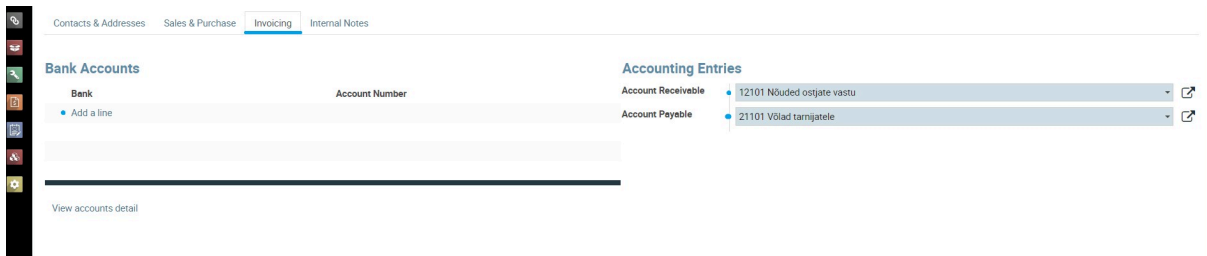 Contacts & Addresses Sales & Purchase Invoicing Internal Notes
Bank Accounts
Bank Account Number
Add a line
View accounts detail
Accounting Entries
Account Receivable 12101 Nõuded ostjate vastu
Account Payable 21101 Võlad tarnijatele